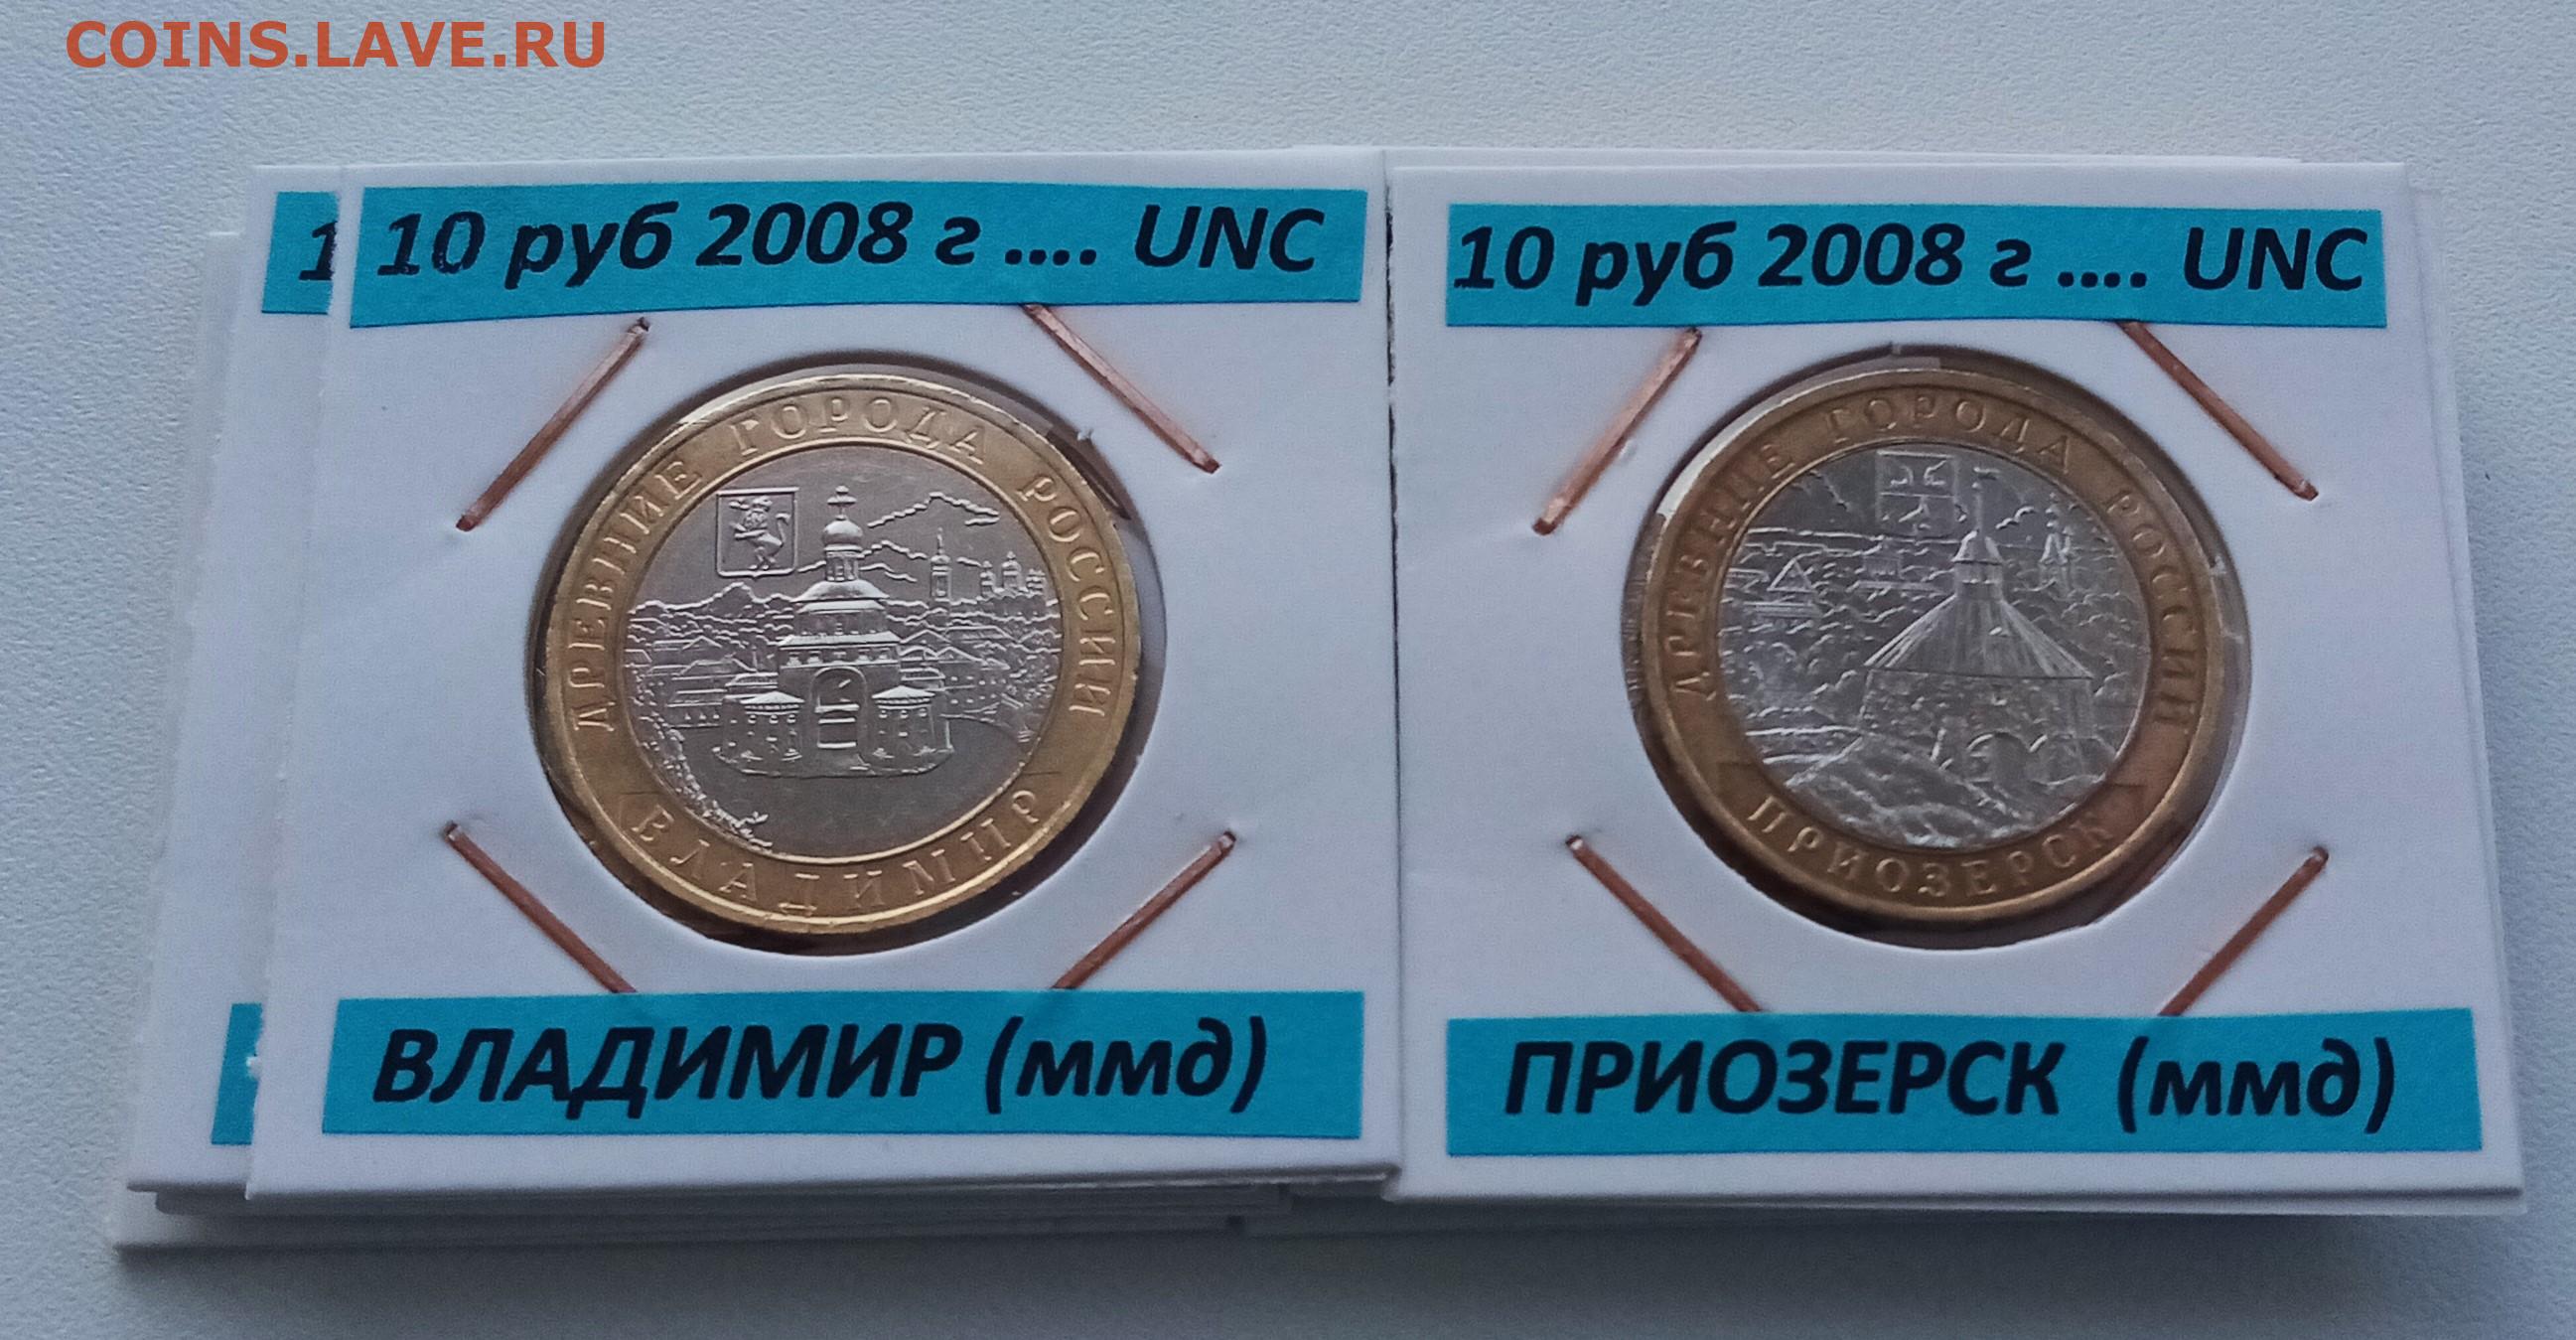 COINS.LAVE.RU
1
10 руб 2008 г .... UNC
ДРЕВНИЕ ГОРОДА РОССИИ
ВЛАДИМИР
ВЛАДИМИР (ммд)
10 руб 2008 г .... UNC
ДРЕВНИЕ ГОРОДА РОССИИ
ПРИОЗЕРСК
ПРИОЗЕРСК (ммд)